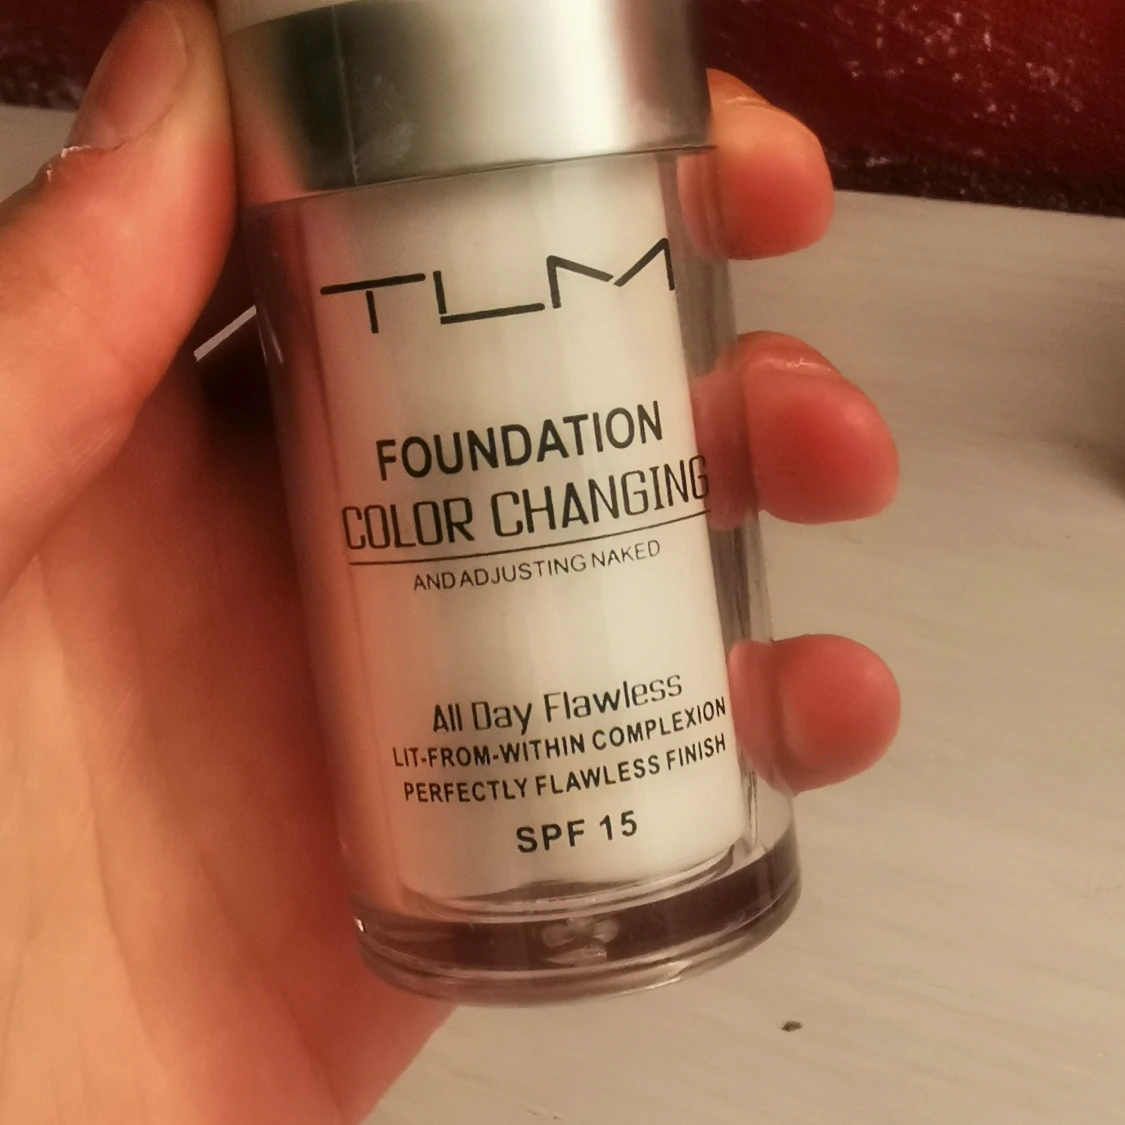 TLM
FOUNDATION
COLOR CHANGING
AND ADJUSTING NAKED
All Day Flawless
LIT-FROM-WITHIN COMPLEXION
PERFECTLY FLAWLESS FINISH
SPF 15